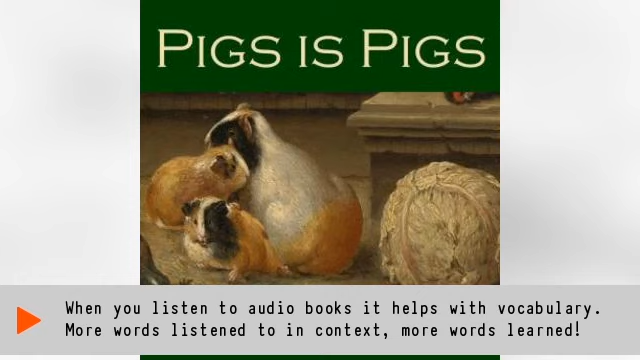 PIGS IS PIGS
When you listen to audio books it helps with vocabulary.
More words listened to in context, more words learned!